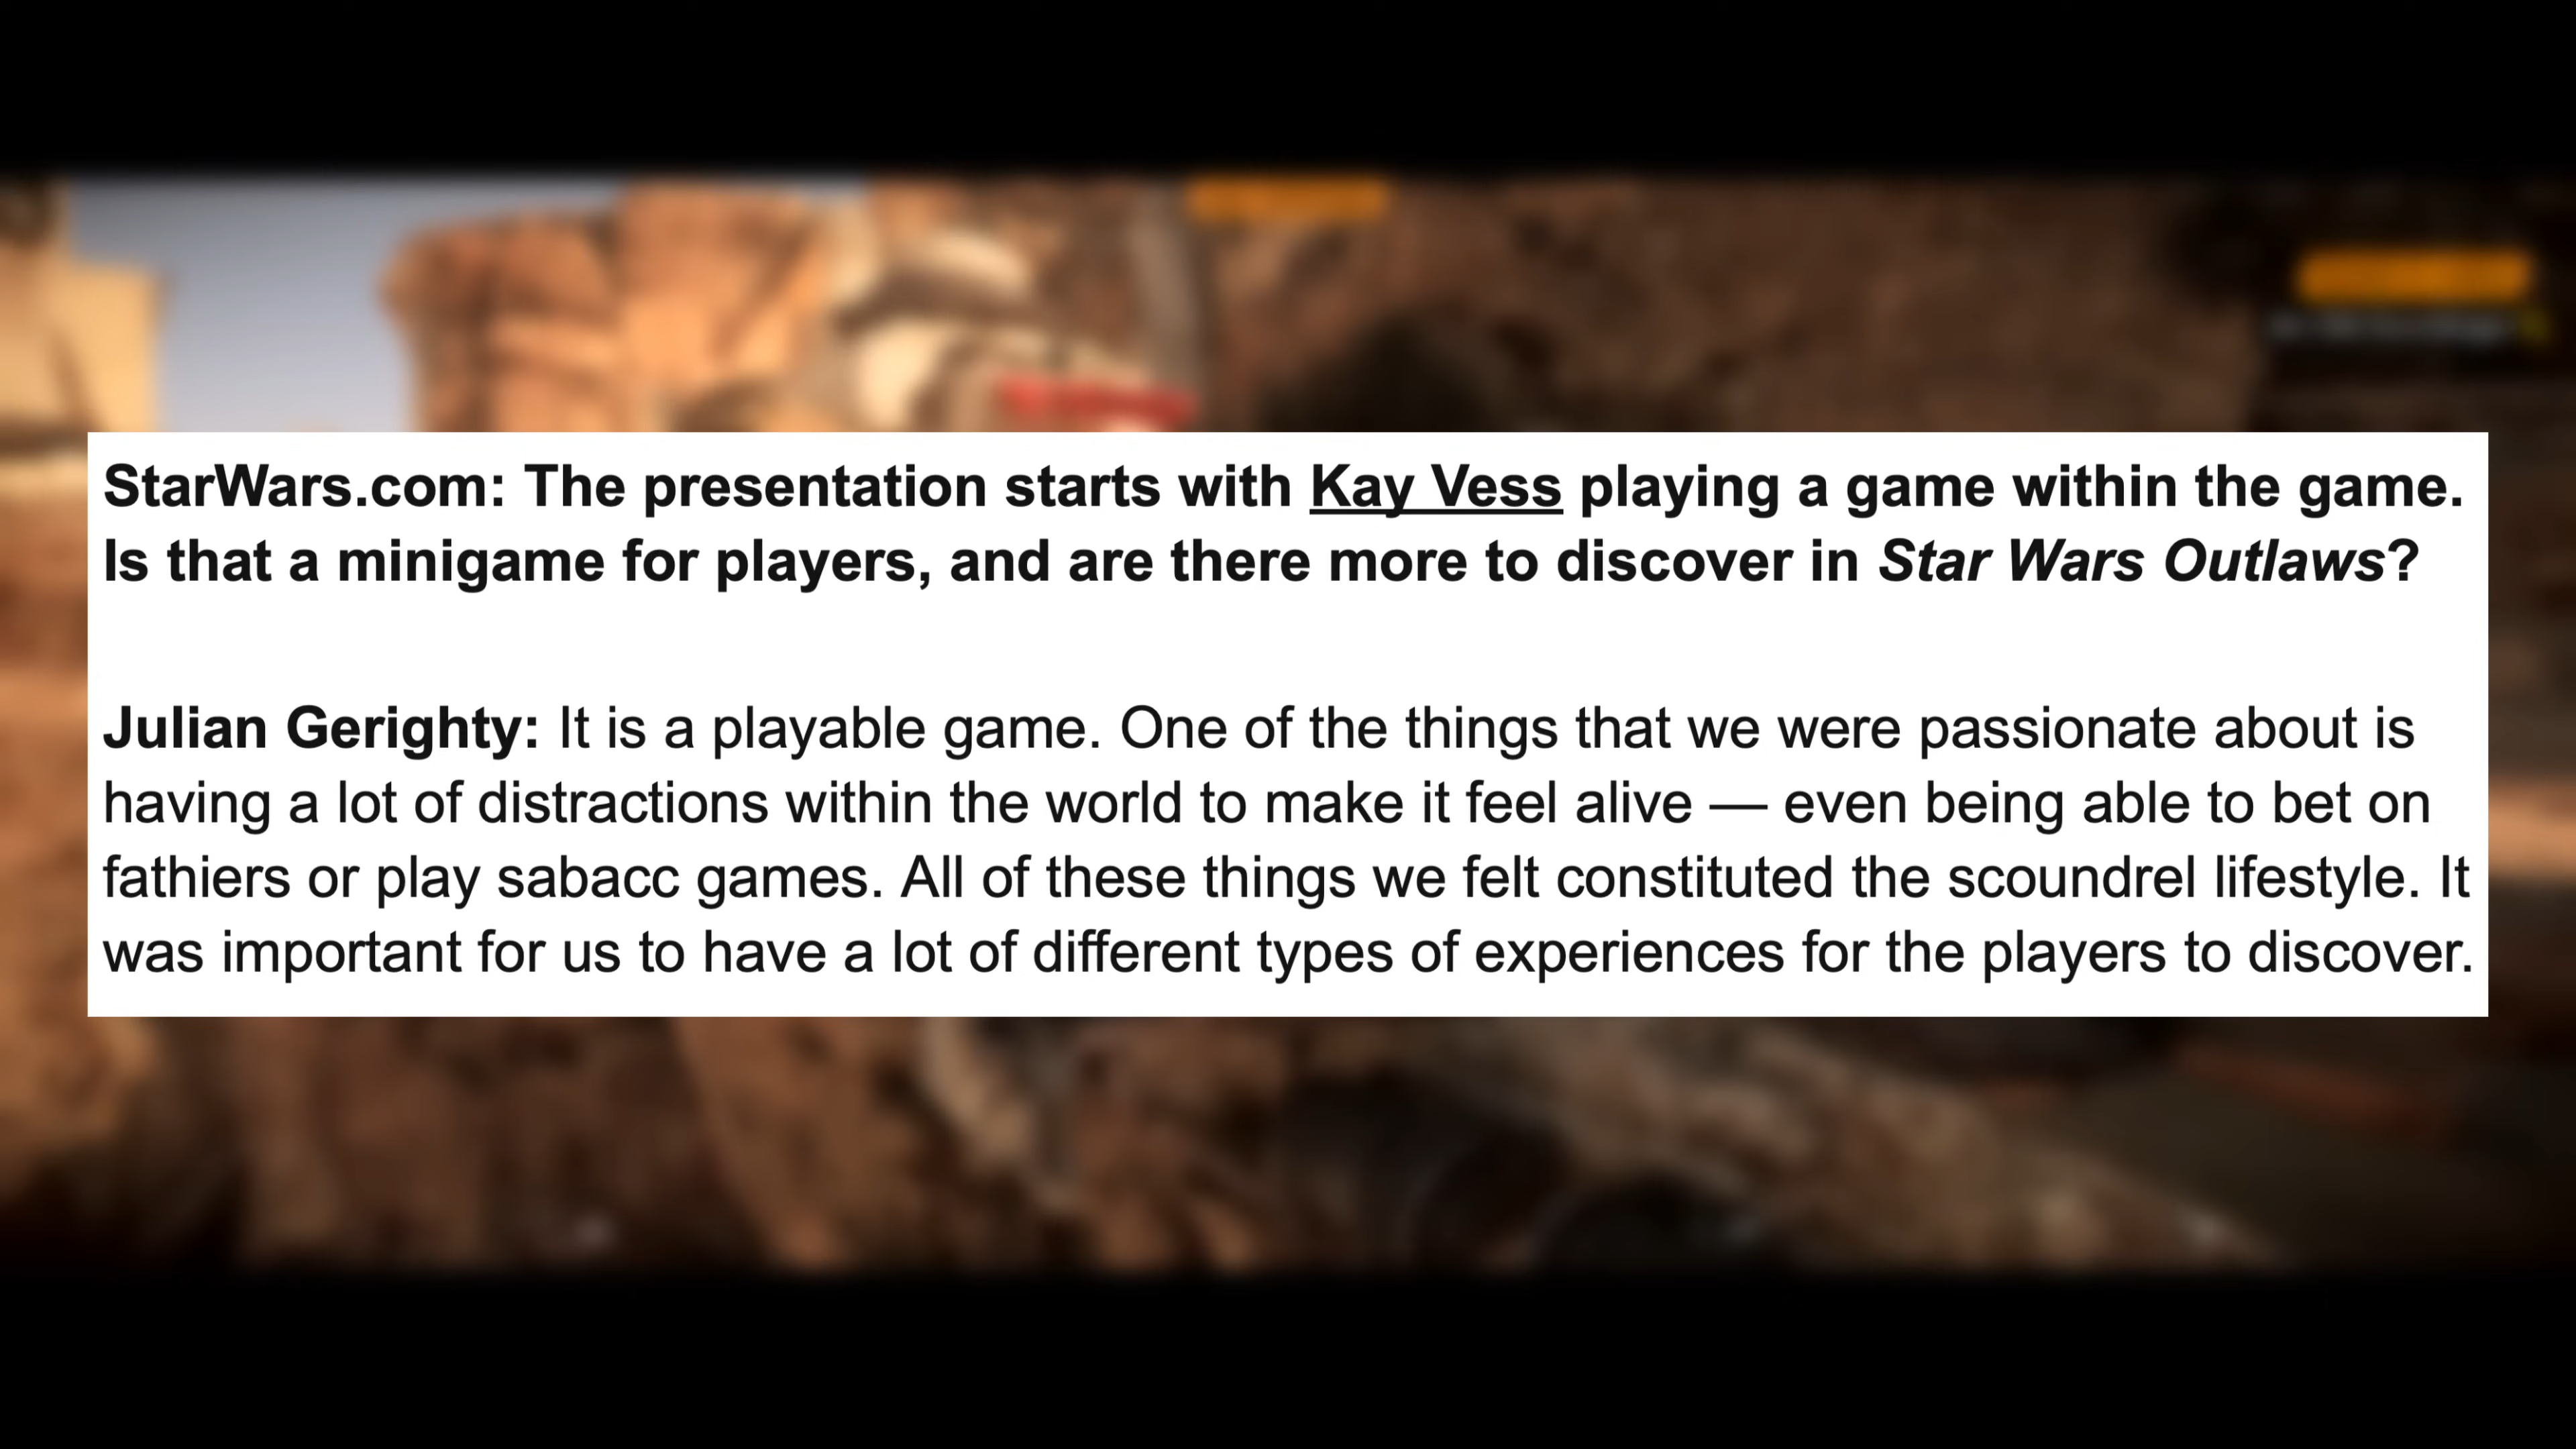 StarWars.com: The presentation starts with Kay Vess playing a game within the game.
Is that a minigame for players, and are there more to discover in Star Wars Outlaws?
Julian Gerighty: It is a playable game. One of the things that we were passionate about is
having a lot of distractions within the world to make it feel alive — even being able to bet on
fathiers or play sabacc games. All of these things we felt constituted the scoundrel lifestyle. It
was important for us to have a lot of different types of experiences for the players to discover.